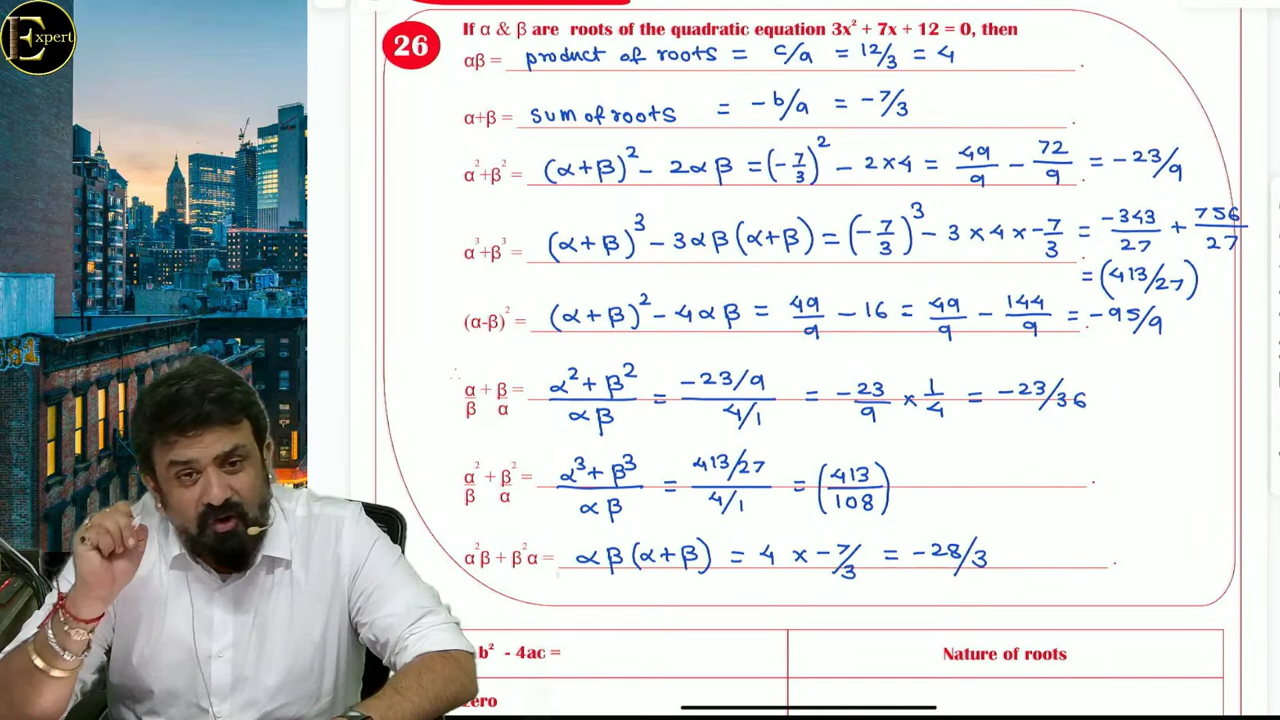 Expert
26
If α & β are roots of the quadratic equation 3x² + 7x + 12 = 0, then
αβ = product of roots = c/a = 12/3 = 4 .
α+β = sum of roots = -b/a = -7/3 .
α²+β² = (α+β)² - 2αβ = (-7/3)² - 2×4 = 49/9 - 72/9 = -23/9
α³+β³ = (α+β)³ - 3αβ(α+β) = (-7/3)³ - 3×4×-7/3 = -343/27 + 756/27
= (413/27)
(α-β)² = (α+β)² - 4αβ = 49/9 - 16 = 49/9 - 144/9 = -95/9
α/β + β/α = α²+β²/αβ = -23/9/4/1 = -23/9 × 1/4 = -23/36
α²/β + β²/α = α³+β³/αβ = 413/27/4/1 = (413/108) .
α²β + β²α = αβ(α+β) = 4 × -7/3 = -28/3 .
b² - 4ac =
Nature of roots
zero